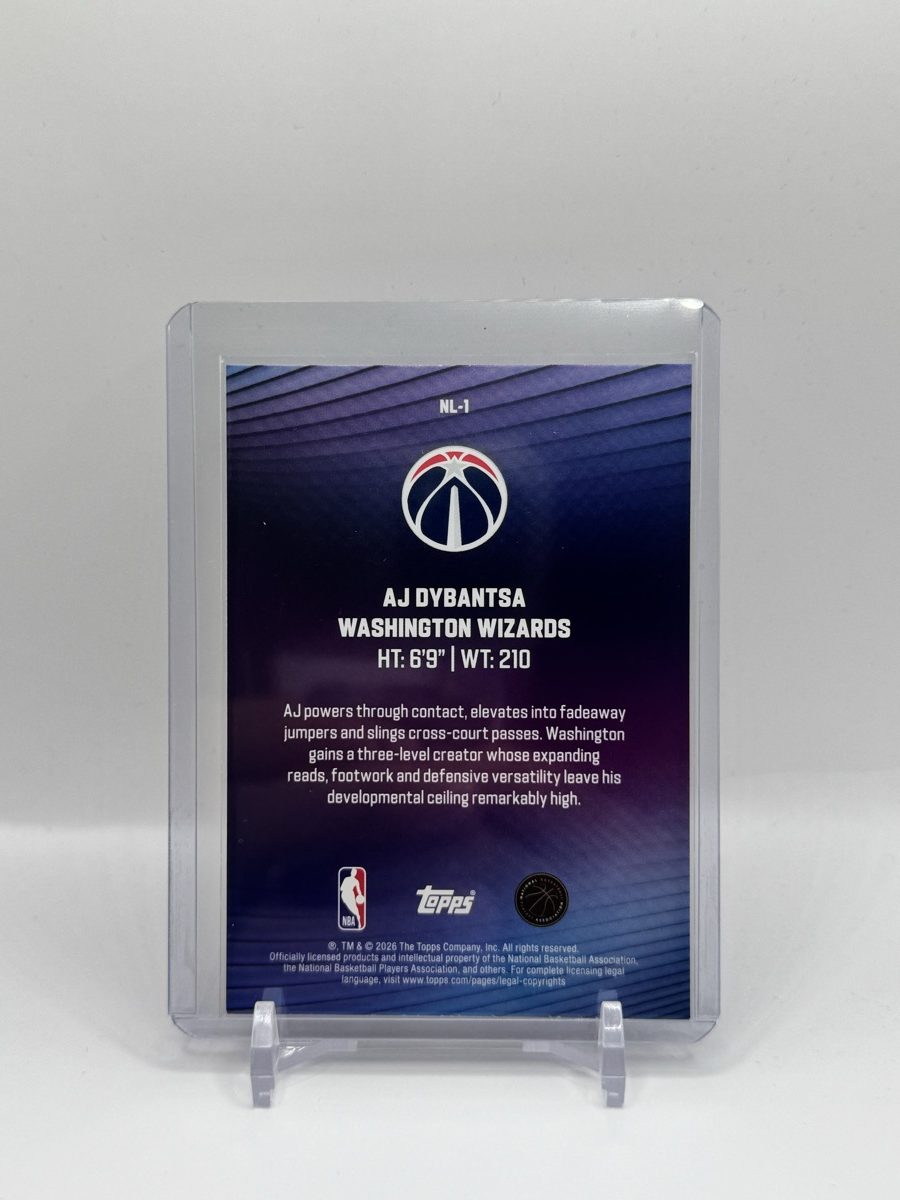 NL-1
AJ DYBANTSA
WASHINGTON WIZARDS
HT: 6'9" | WT: 210
AJ powers through contact, elevates into fadeaway
jumpers and slings cross-court passes. Washington
gains a three-level creator whose expanding
reads, footwork and defensive versatility leave his
developmental ceiling remarkably high.
NBA
topps®
NATIONAL BASKETBALL
ASSOCIATION
®, TM & © 2026 The Topps Company, Inc. All rights reserved.
Officially licensed products and intellectual property of the National Basketball Association,
the National Basketball Players Association, and others. For complete licensing legal
language, visit www.topps.com/pages/legal-copyrights